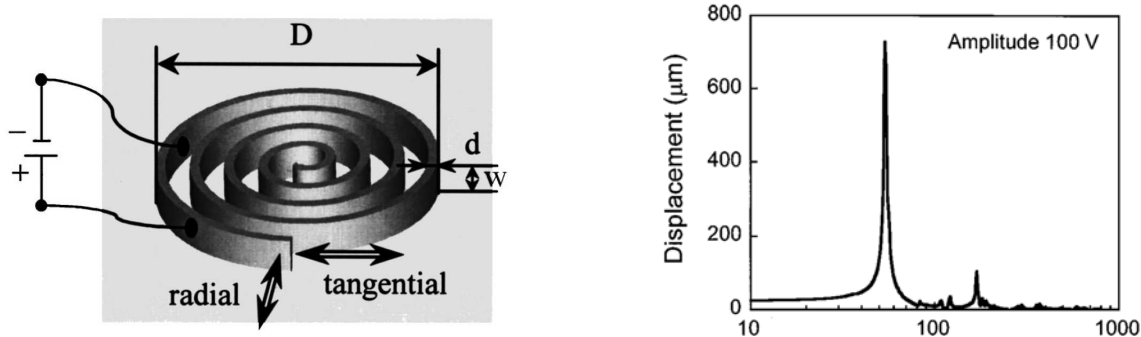 D
−
+
d
w
radial
tangential
800
Amplitude 100 V
600
400
200
0
Displacement (μm)
10
100
1000